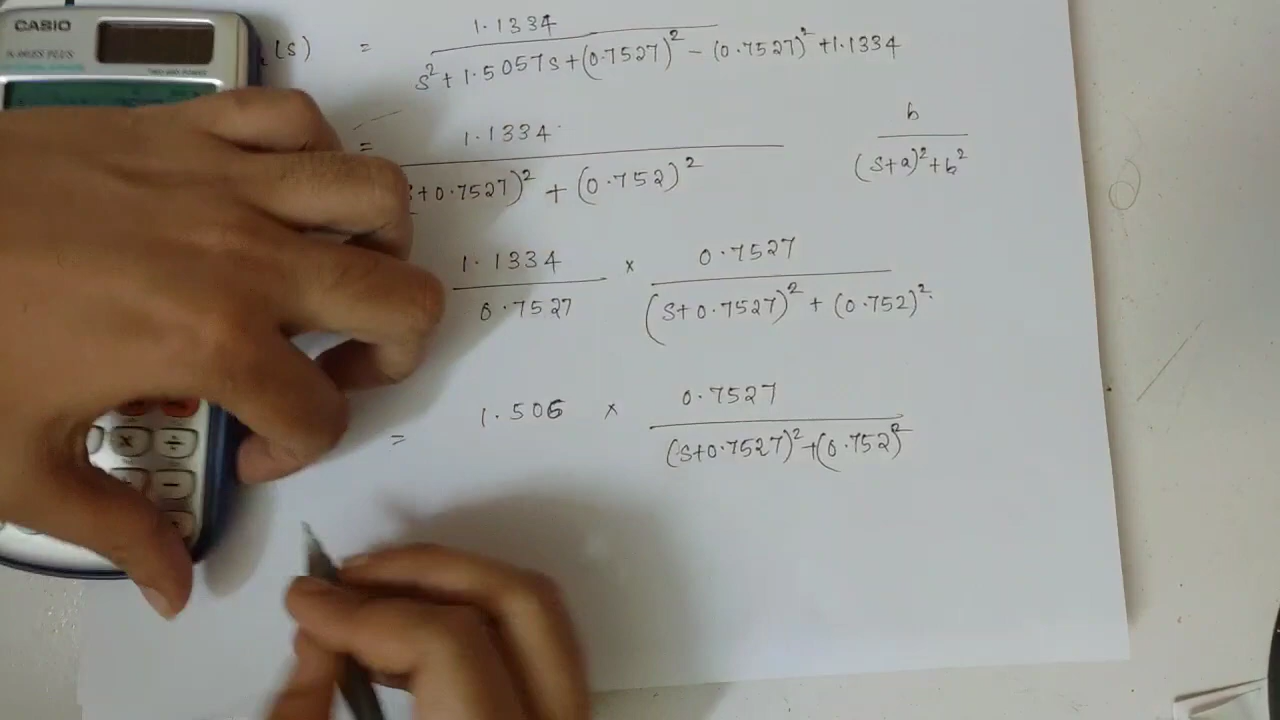 CASIO
(s) = 1.1334 / s² + 1.5057s + (0.7527)² - (0.7527)² + 1.1334
= 1.1334 / s+0.7527)² + (0.752)²
b / (s+a)² + b²
1.1334 / 0.7527 × 0.7527 / (s+0.7527)² + (0.752)²
= 1.506 × 0.7527 / (s+0.7527)² + (0.752)²
× ÷
-